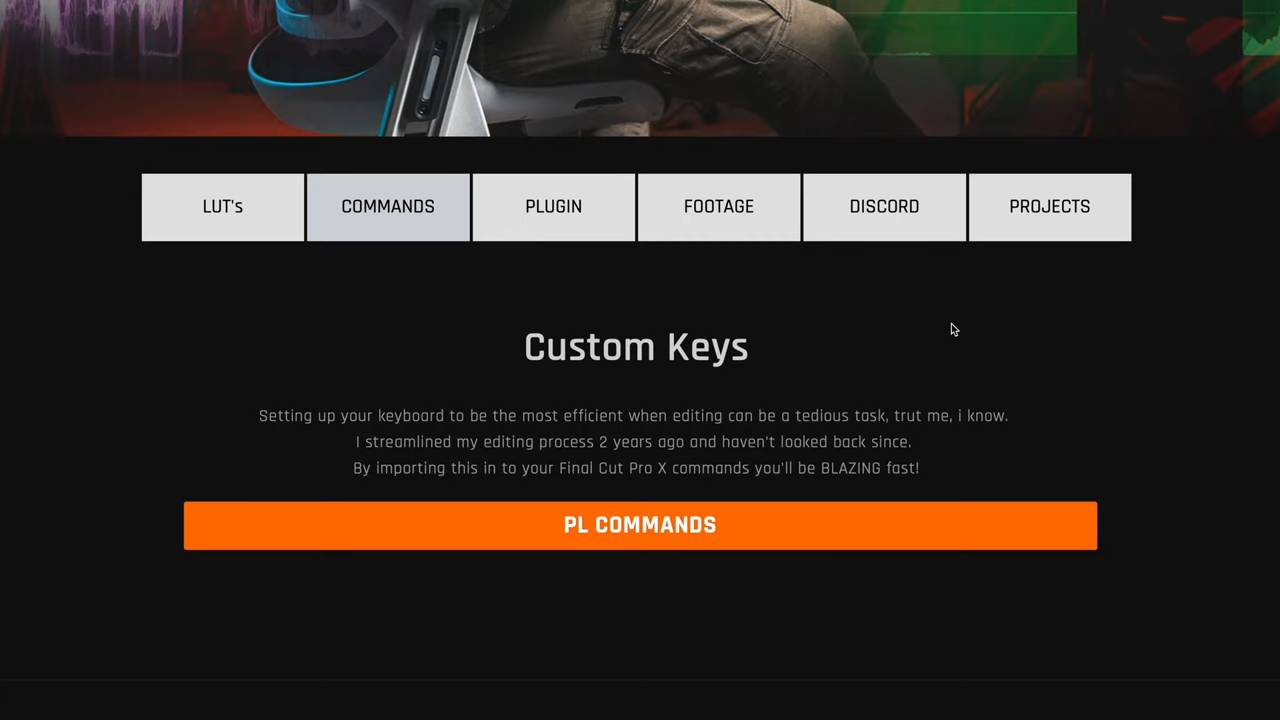 LUT's COMMANDS PLUGIN FOOTAGE DISCORD PROJECTS
Custom Keys
Setting up your keyboard to be the most efficient when editing can be a tedious task, trut me, i know.
I streamlined my editing process 2 years ago and haven't looked back since.
By importing this in to your Final Cut Pro X commands you'll be BLAZING fast!
PL COMMANDS